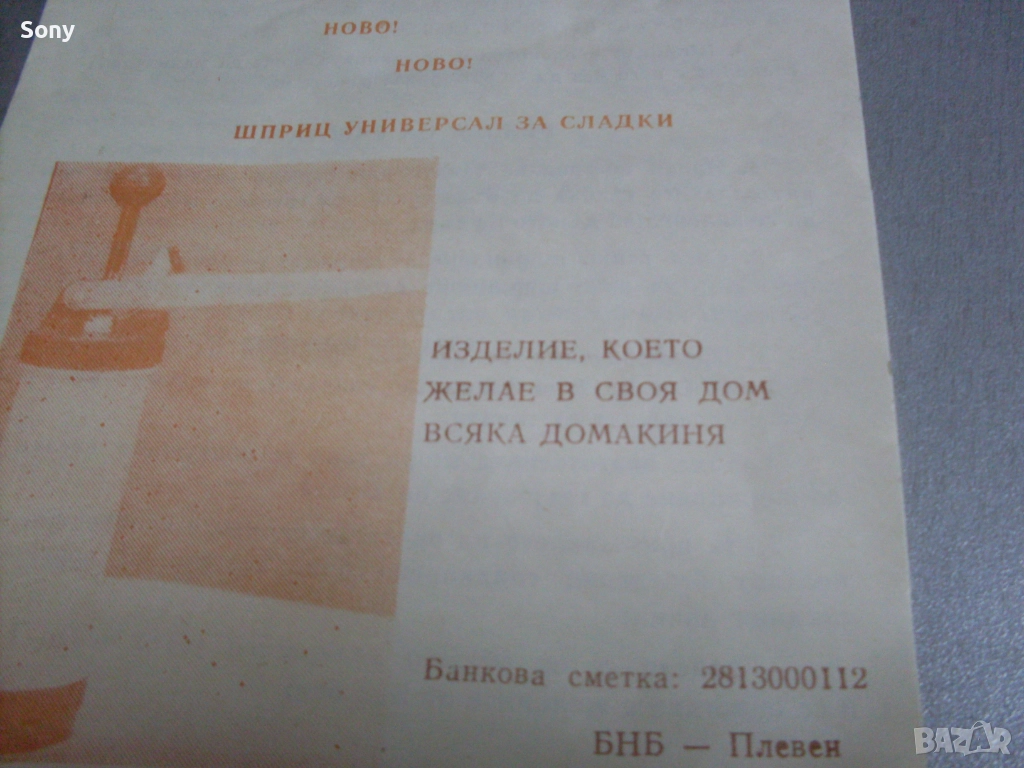 Sony
НОВО!
НОВО!
ШПРИЦ УНИВЕРСАЛ ЗА СЛАДКИ
ИЗДЕЛИЕ, КОЕТО
ЖЕЛАЕ В СВОЯ ДОМ
ВСЯКА ДОМАКИНЯ
Банкова сметка: 2813000112
БНБ — Плевен
BAZAR